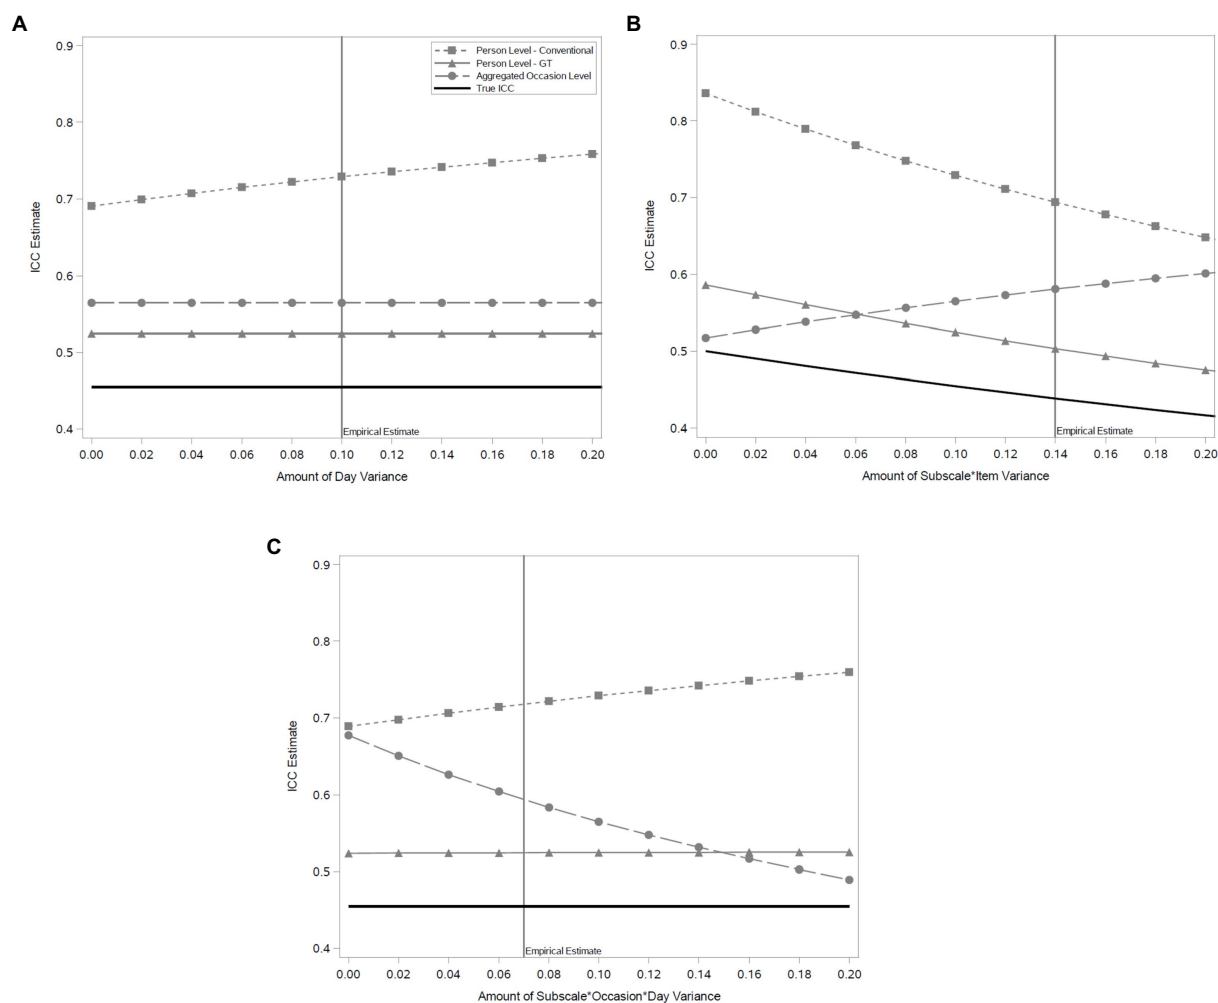 A
0.9
0.8
0.7
0.6
0.5
0.4
ICC Estimate
Person Level - Conventional
Person Level - GT
Aggregated Occasion Level
True ICC
Empirical Estimate
0.00 0.02 0.04 0.06 0.08 0.10 0.12 0.14 0.16 0.18 0.20
Amount of Day Variance
B
0.9
0.8
0.7
0.6
0.5
0.4
ICC Estimate
Empirical Estimate
0.00 0.02 0.04 0.06 0.08 0.10 0.12 0.14 0.16 0.18 0.20
Amount of Subscale*Item Variance
C
0.9
0.8
0.7
0.6
0.5
0.4
ICC Estimate
Empirical Estimate
0.00 0.02 0.04 0.06 0.08 0.10 0.12 0.14 0.16 0.18 0.20
Amount of Subscale*Occasion*Day Variance